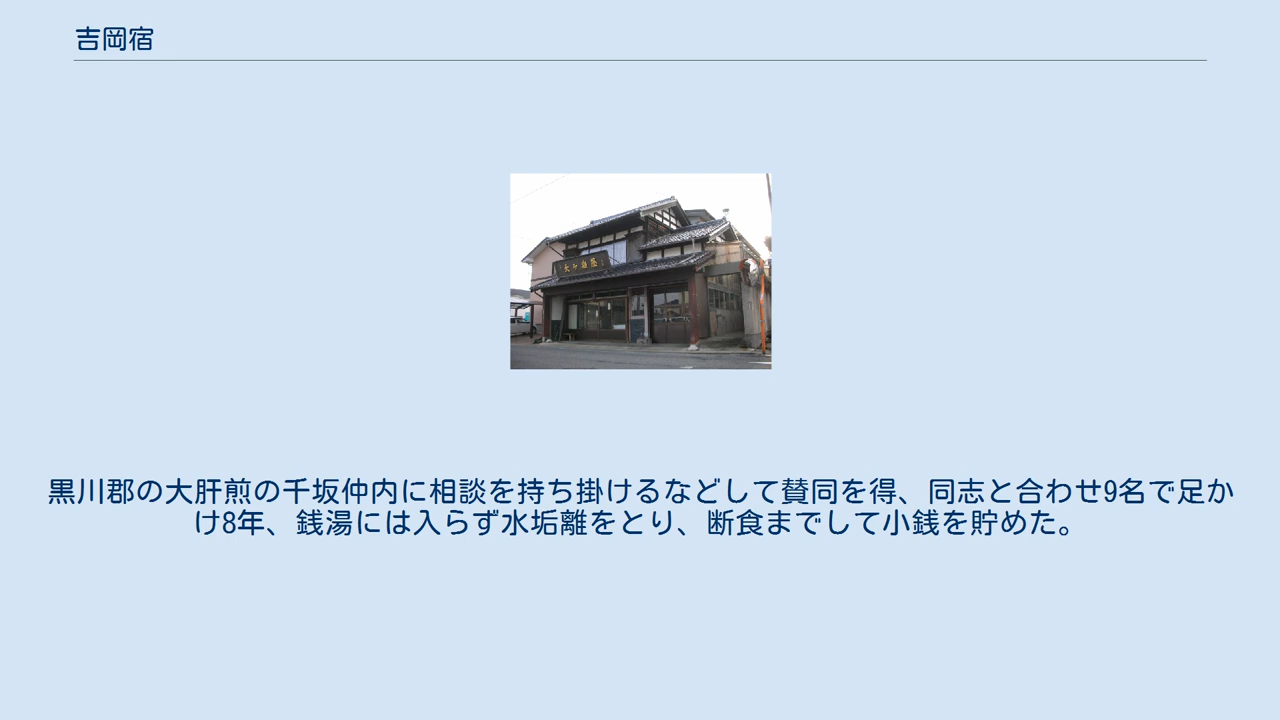 吉岡宿
黒川郡の大肝煎の千坂仲内に相談を持ち掛けるなどして賛同を得、同志と合わせ9名で足か
け8年、銭湯には入らず水垢離をとり、断食までして小銭を貯めた。